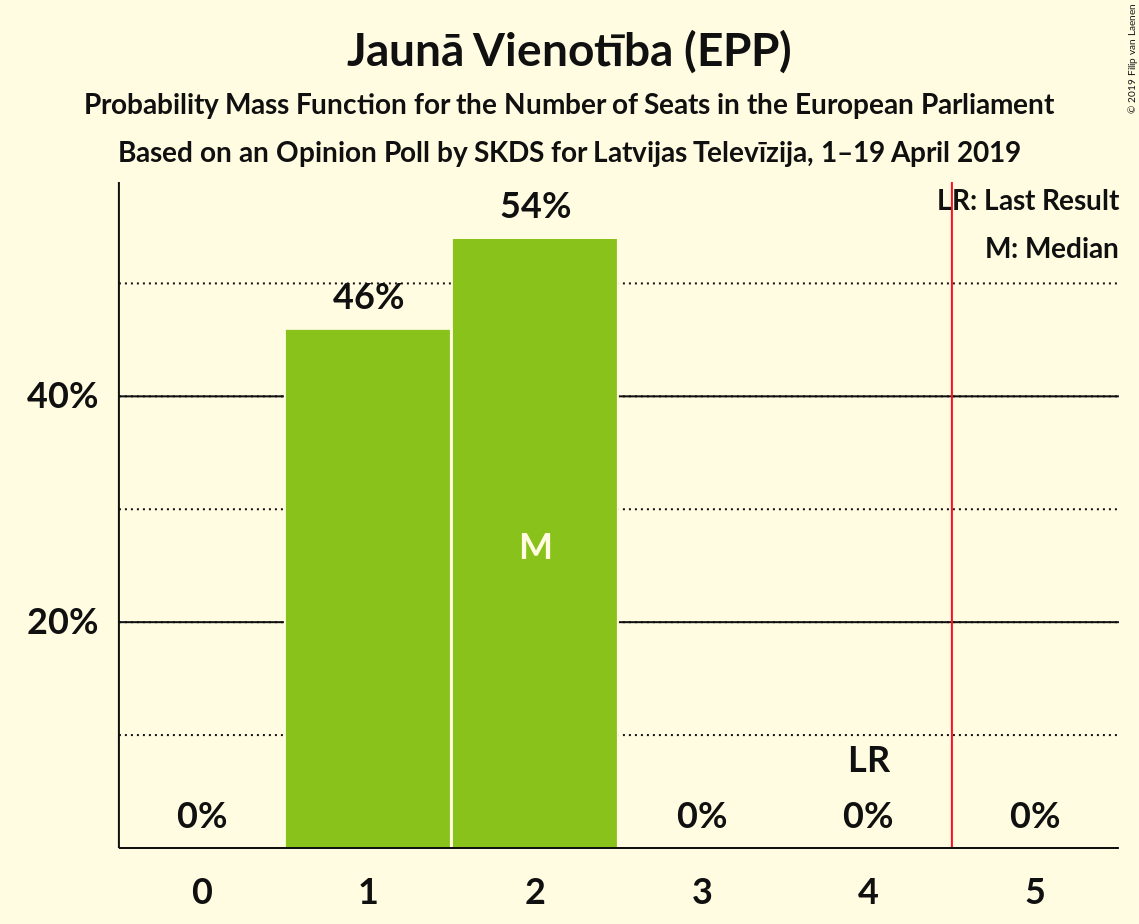 Jaunā Vienotība (EPP)
Probability Mass Function for the Number of Seats in the European Parliament
Based on an Opinion Poll by SKDS for Latvijas Televīzija, 1–19 April 2019
© 2019 Filip van Laenen
LR: Last Result
M: Median
54%
46%
40%
M
20%
LR
0%
0%
0%
0%
0
1
2
3
4
5